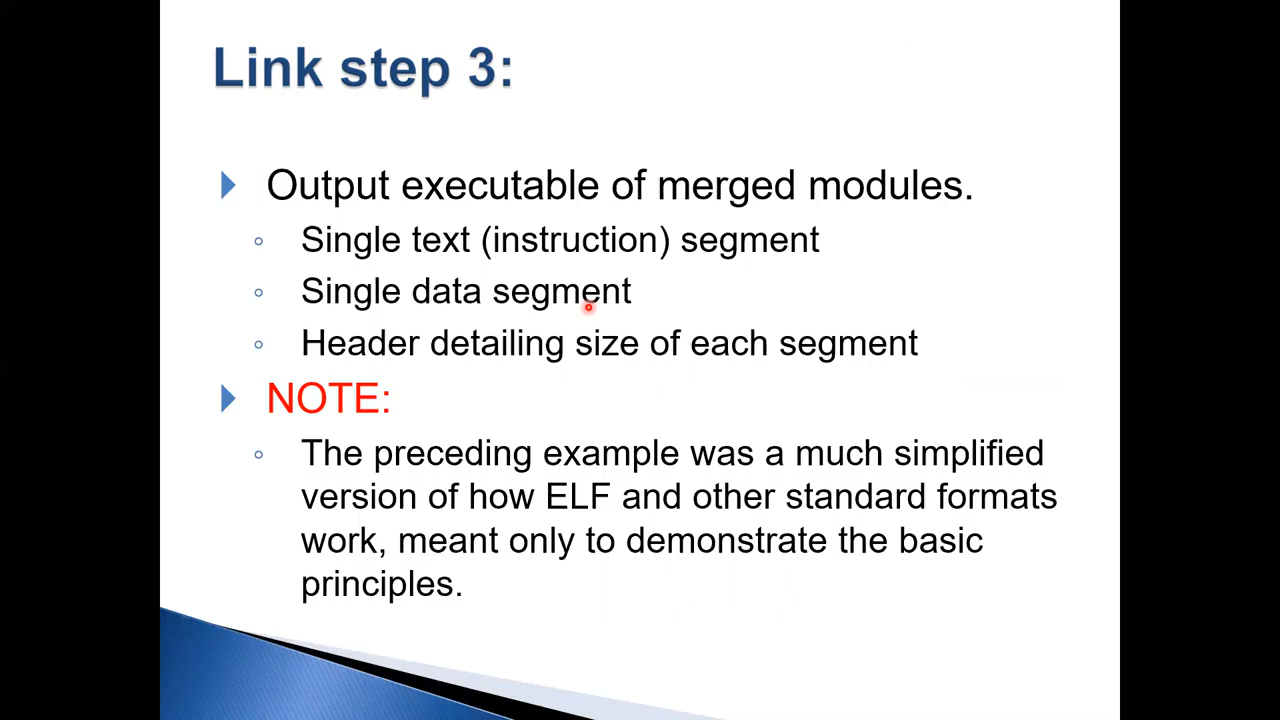 Link step 3:
Output executable of merged modules.
Single text (instruction) segment
Single data segment
Header detailing size of each segment
NOTE:
The preceding example was a much simplified
version of how ELF and other standard formats
work, meant only to demonstrate the basic
principles.